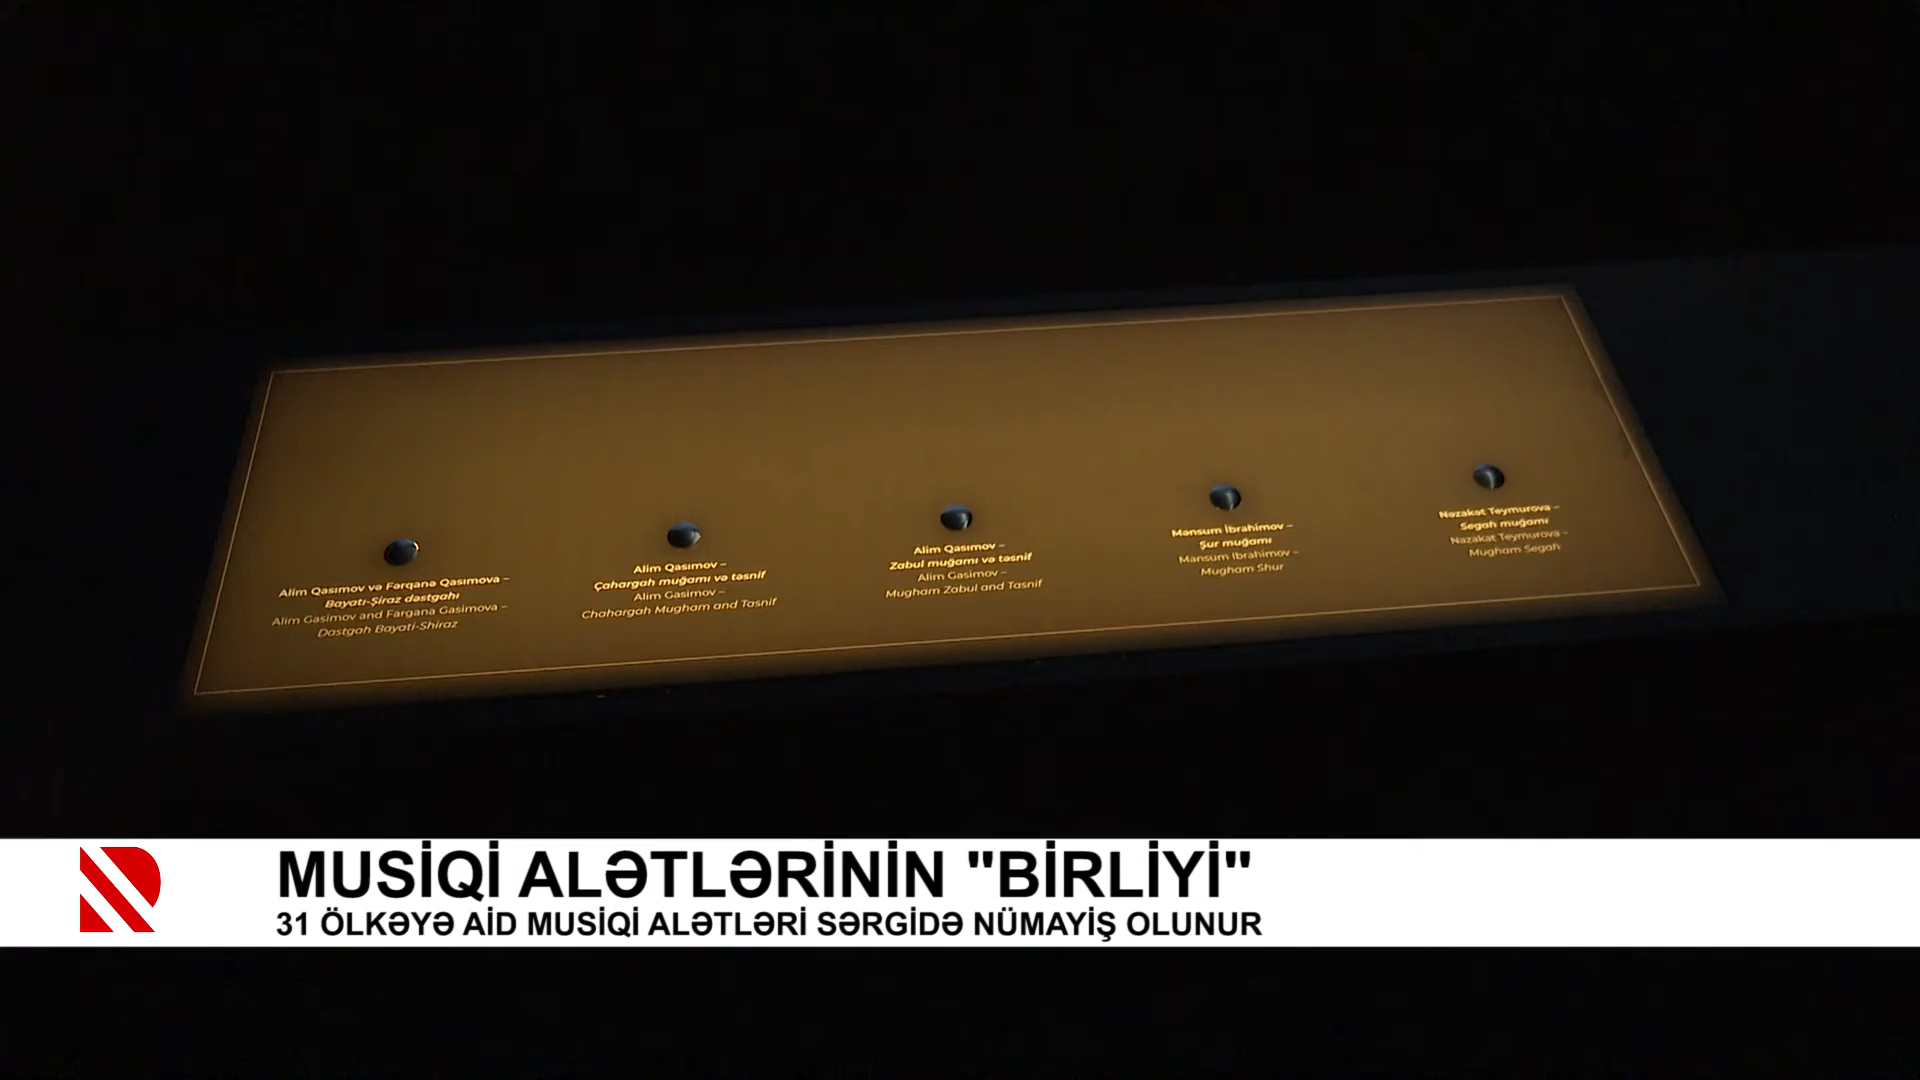 Alim Qasımov və Fərqanə Qasımova –
Bayatı-Şiraz dəstgahı
Alim Gasimov and Fargana Gasimova –
Dastgah Bayati-Shiraz
Alim Qasımov –
Çahargah muğamı və təsnif
Alim Gasimov –
Chahargah Mugham and Tasnif
Alim Qasımov –
Zabul muğamı və təsnif
Alim Gasimov –
Mugham Zabul and Tasnif
Mənsum İbrahimov –
Şur muğamı
Mansum Ibrahimov –
Mugham Shur
Nəzakət Teymurova –
Segah muğamı
Nazakat Teymurova –
Mugham Segah
MUSİQİ ALƏTLƏRİNİN "BİRLİYİ"
31 ÖLKƏYƏ AİD MUSİQİ ALƏTLƏRİ SƏRGİDƏ NÜMAYİŞ OLUNUR